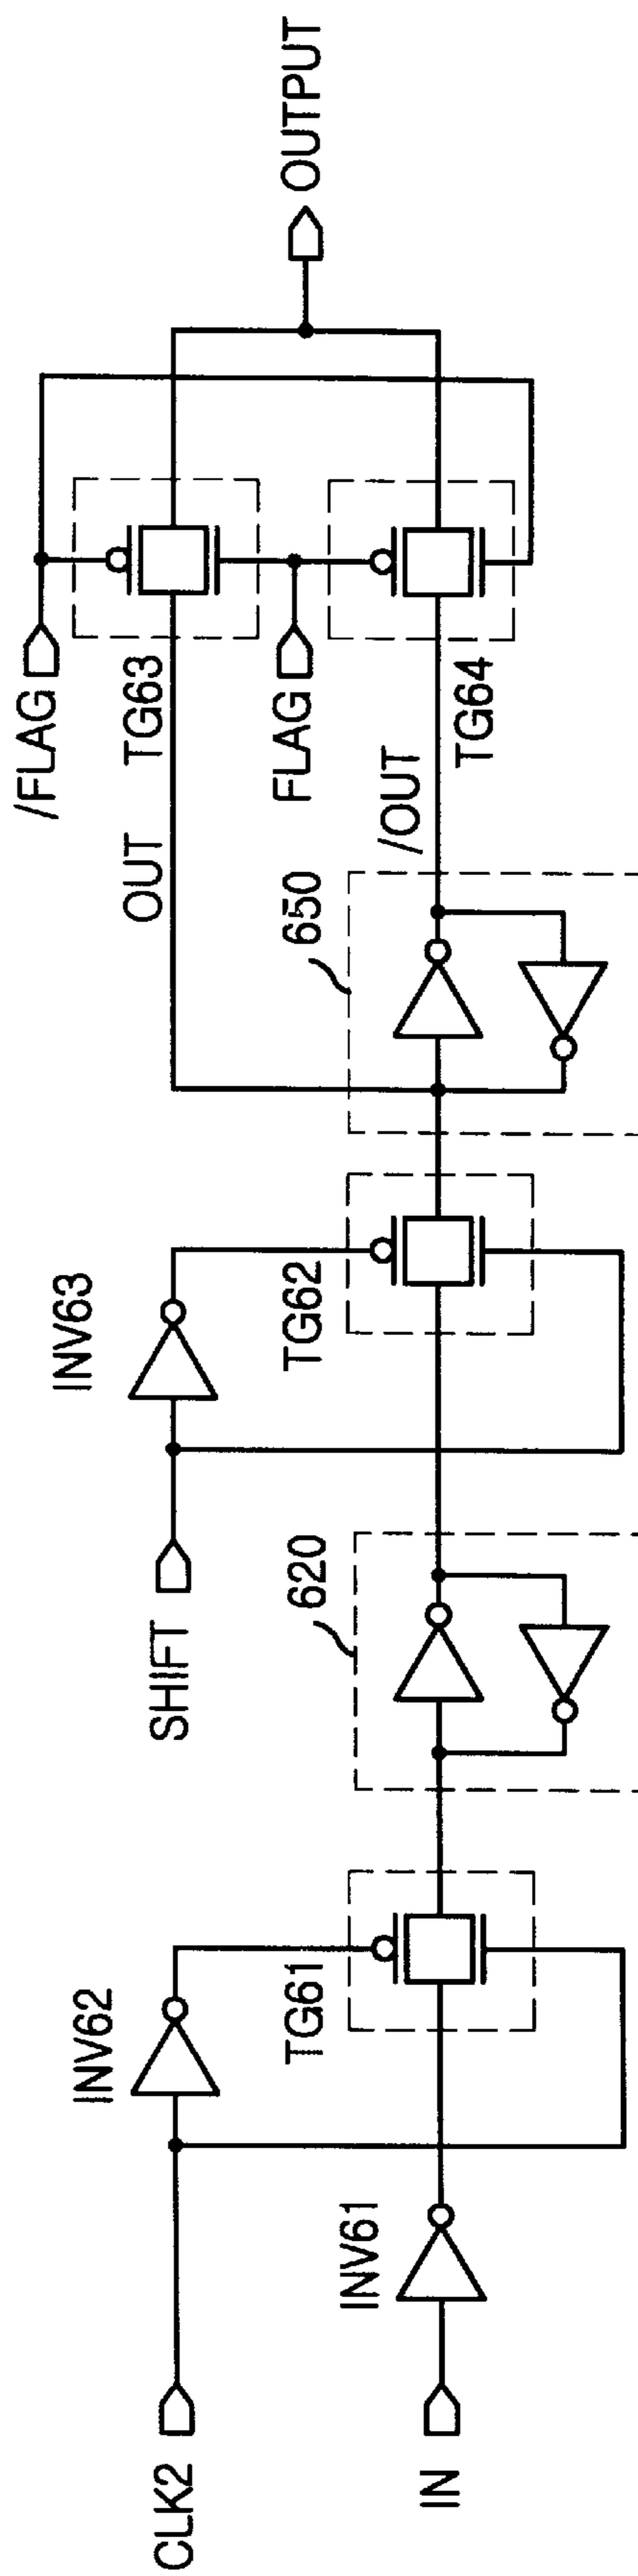 CLK2
IN
INV61
INV62
TG61
620
SHIFT
INV63
TG62
650
OUT
/OUT
/FLAG
TG63
FLAG
TG64
OUTPUT